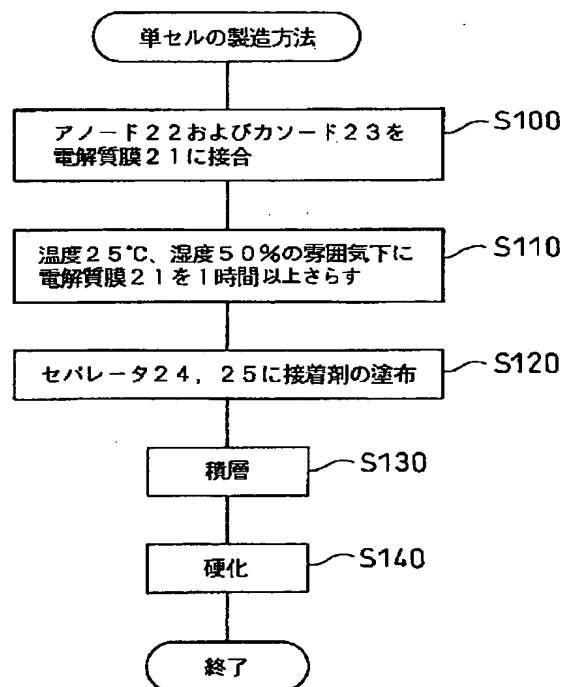 単セルの製造方法
アノード22およびカソード23を
電解質膜21に接合
S100
温度25℃、湿度50%の雰囲気下に
電解質膜21を1時間以上さらす
S110
セパレータ24,25に接着剤の塗布
S120
積層
S130
硬化
S140
終了